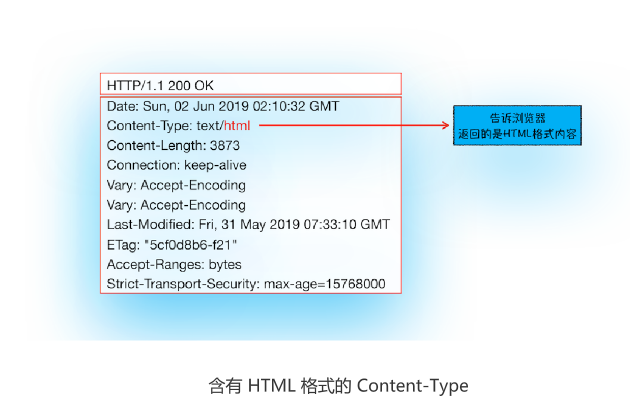 HTTP/1.1 200 OK
Date: Sun, 02 Jun 2019 02:10:32 GMT
Content-Type: text/html
告诉浏览器
返回的是HTML格式内容
Content-Length: 3873
Connection: keep-alive
Vary: Accept-Encoding
Vary: Accept-Encoding
Last-Modified: Fri, 31 May 2019 07:33:10 GMT
ETag: "5cf0d8b6-f21"
Accept-Ranges: bytes
Strict-Transport-Security: max-age=15768000
含有 HTML 格式的 Content-Type